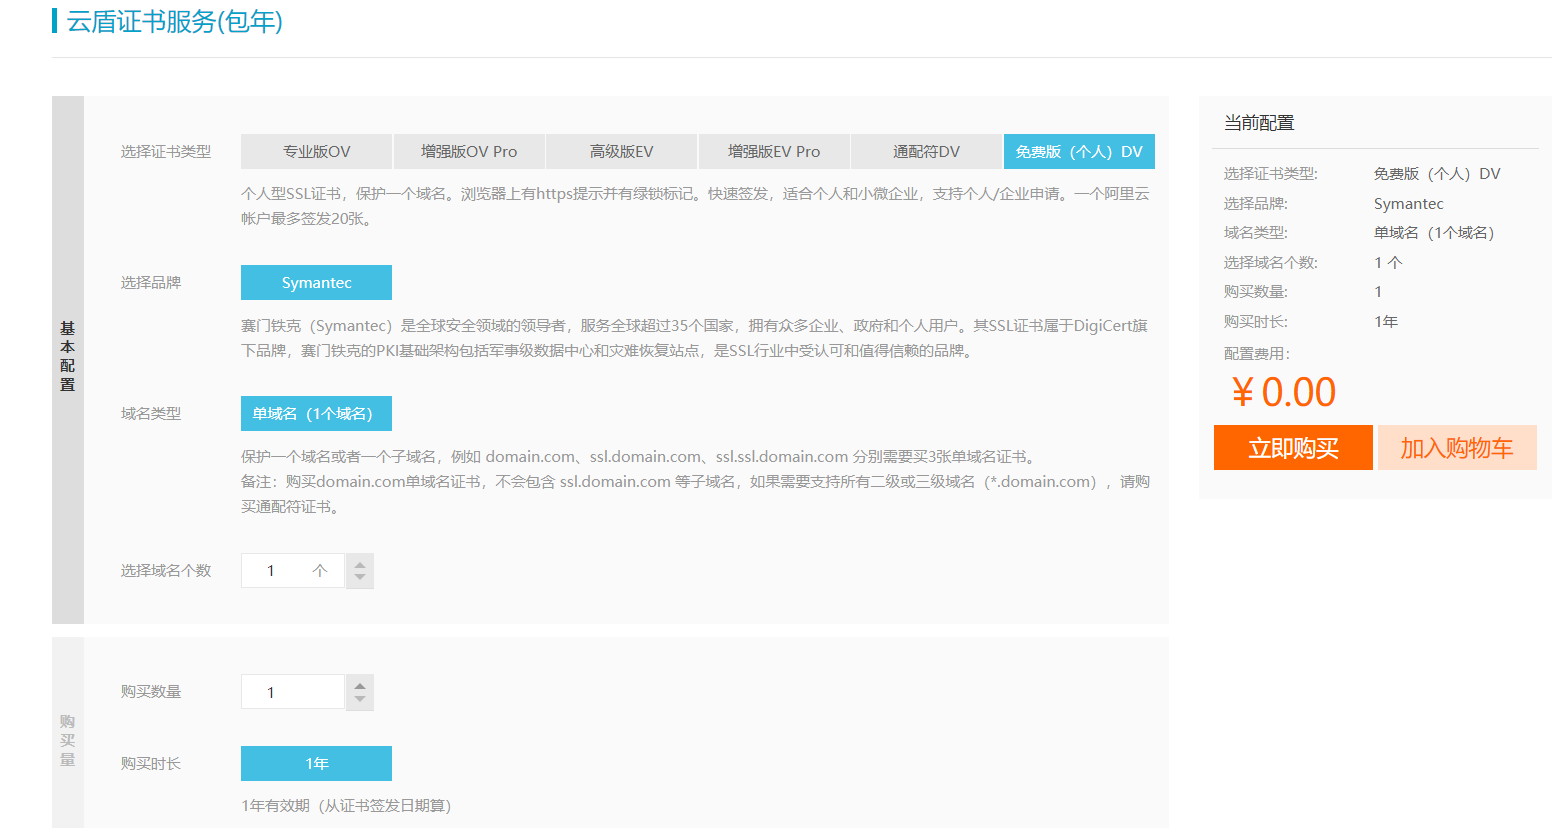 云盾证书服务(包年)
选择证书类型
专业版OV
增强版OV Pro
高级版EV
增强版EV Pro
通配符DV
免费版（个人）DV
个人型SSL证书，保护一个域名。浏览器上有https提示并有绿锁标记。快速签发，适合个人和小微企业，支持个人/企业申请。一个阿里云
帐户最多签发20张。
选择品牌
Symantec
赛门铁克（Symantec）是全球安全领域的领导者，服务全球超过35个国家，拥有众多企业、政府和个人用户。其SSL证书属于DigiCert旗
下品牌，赛门铁克的PKI基础架构包括军事级数据中心和灾难恢复站点，是SSL行业中受认可和值得信赖的品牌。
基本配置
域名类型
单域名（1个域名）
保护一个域名或者一个子域名，例如 domain.com、ssl.domain.com、ssl.ssl.domain.com 分别需要买3张单域名证书。
备注：购买domain.com单域名证书，不会包含 ssl.domain.com 等子域名，如果需要支持所有二级或三级域名（*.domain.com），请购
买通配符证书。
选择域名个数
1 个
购买量
购买数量
1
购买时长
1年
1年有效期（从证书签发日期算）
当前配置
选择证书类型: 免费版（个人）DV
选择品牌: Symantec
域名类型: 单域名（1个域名）
选择域名个数: 1 个
购买数量: 1
购买时长: 1年
配置费用：
¥ 0.00
立即购买
加入购物车